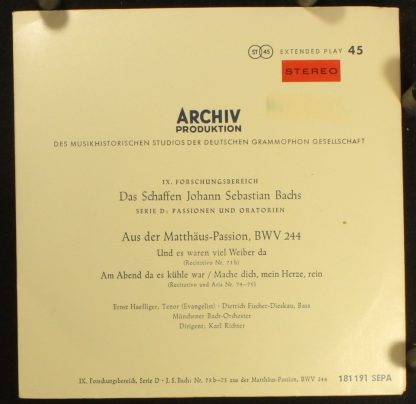 ST 45 EXTENDED PLAY 45
STEREO
ARCHIV
PRODUKTION
DES MUSIKHISTORISCHEN STUDIOS DER DEUTSCHEN GRAMMOPHON GESELLSCHAFT
IX. FORSCHUNGSBEREICH
Das Schaffen Johann Sebastian Bachs
SERIE D: PASSIONEN UND ORATORIEN
Aus der Matthäus-Passion, BWV 244
Und es waren viel Weiber da
(Recitativo Nr. 73b)
Am Abend da es kühle war / Mache dich, mein Herze, rein
(Recitativo und Aria Nr. 74–75)
Ernst Haefliger, Tenor (Evangelist) · Dietrich Fischer-Dieskau, Bass
Münchener Bach-Orchester
Dirigent: Karl Richter
IX. Forschungsbereich, Serie D · J. S. Bach: Nr. 73b–75 aus der Matthäus-Passion, BWV 244 181 191 SEPA